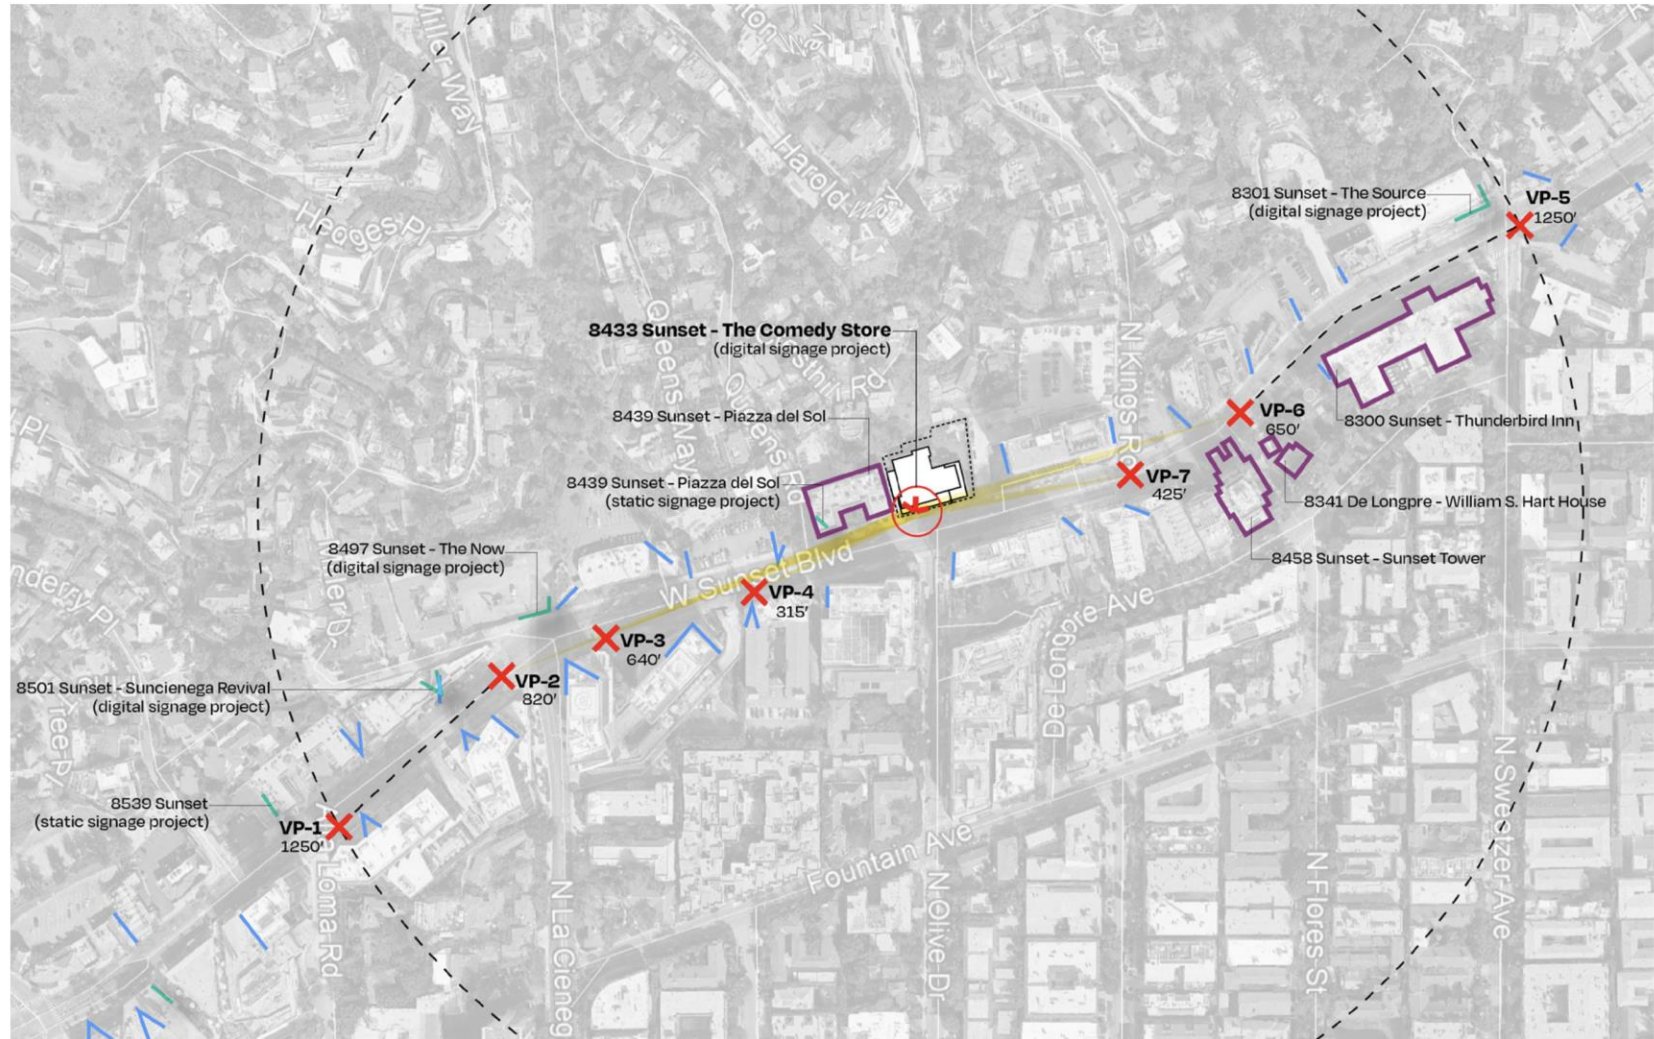 Miller Way
Harold Way
Hedges Pl
8301 Sunset - The Source
(digital signage project)
VP-5
1250'
8433 Sunset - The Comedy Store
(digital signage project)
Queens Way
Queens Rd
N Kings Rd
8439 Sunset - Piazza del Sol
VP-6
650'
8300 Sunset - Thunderbird Inn
8439 Sunset - Piazza del Sol
(static signage project)
VP-7
425'
8341 De Longpre - William S. Hart House
8497 Sunset - The Now
(digital signage project)
W Sunset Blvd
8458 Sunset - Sunset Tower
VP-4
315'
De Longpre Ave
De Longpre Ave
VP-3
640'
8501 Sunset - Suncienega Revival
(digital signage project)
VP-2
820'
8539 Sunset
(static signage project)
VP-1
1250'
Loma Rd
N La Cieneg
Fountain Ave
N Olive Dr
N Flores St
N Sweetzer Ave